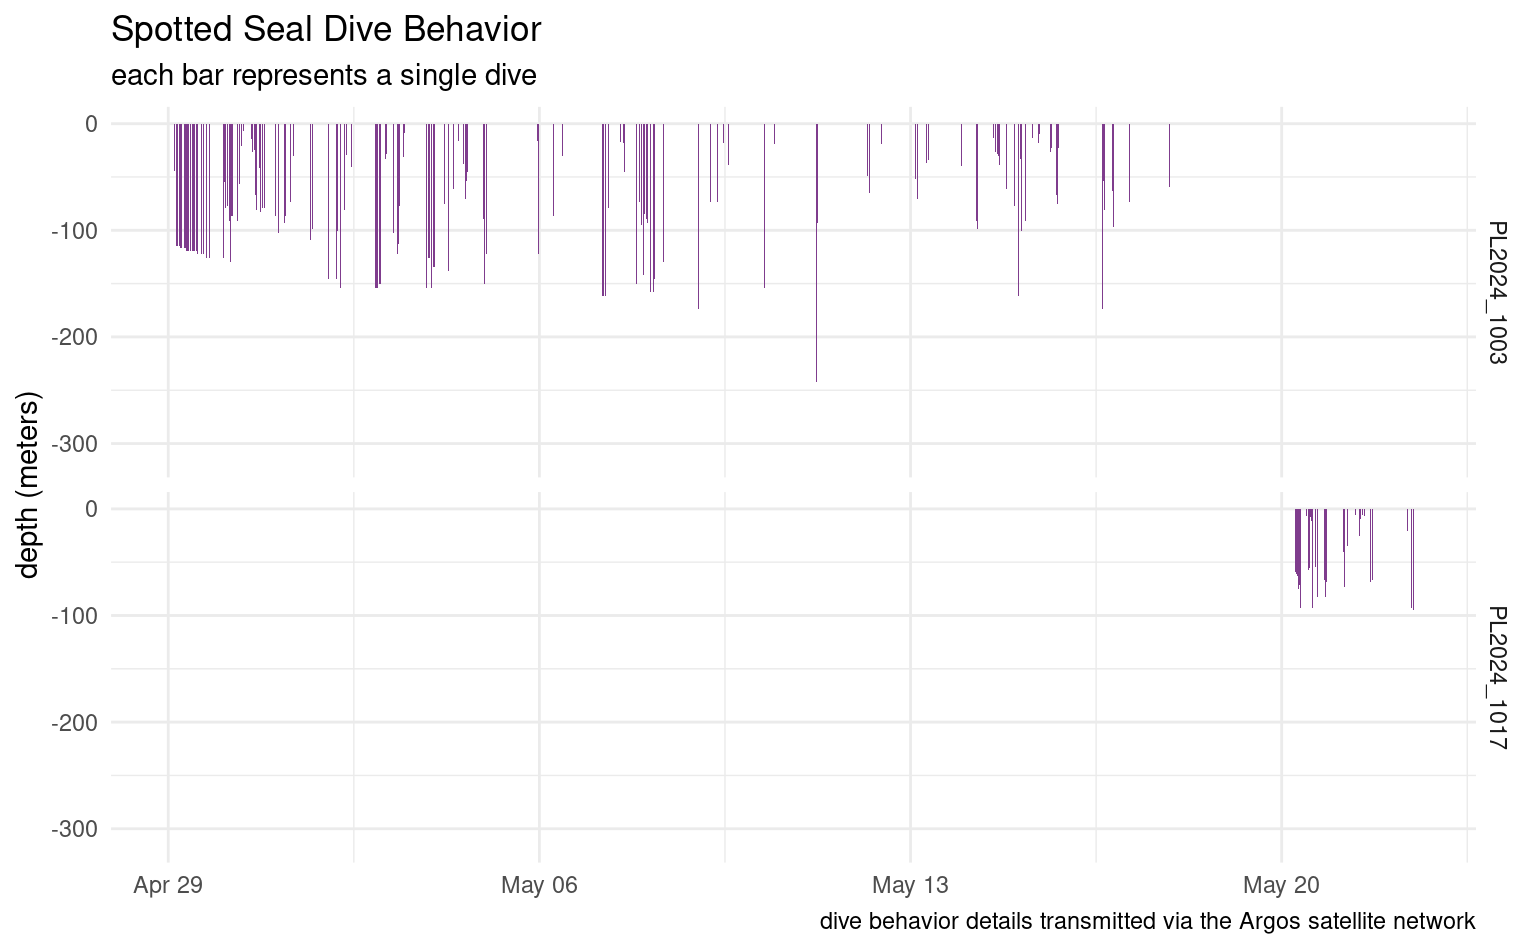 Spotted Seal Dive Behavior
each bar represents a single dive
depth (meters)
0
-100
-200
-300
PL2024_1003
0
-100
-200
-300
PL2024_1017
Apr 29
May 06
May 13
May 20
dive behavior details transmitted via the Argos satellite network